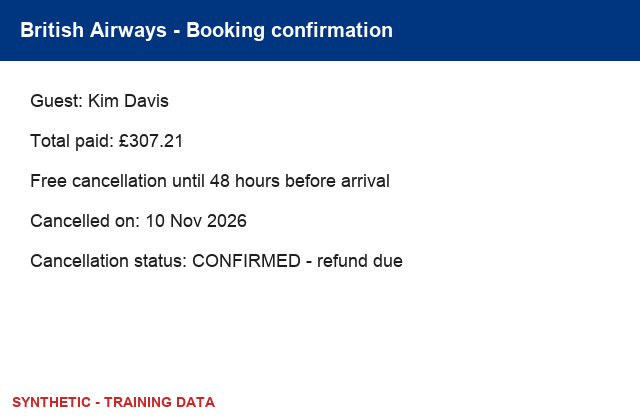 British Airways - Booking confirmation
Guest: Kim Davis
Total paid: £307.21
Free cancellation until 48 hours before arrival
Cancelled on: 10 Nov 2026
Cancellation status: CONFIRMED - refund due
SYNTHETIC - TRAINING DATA